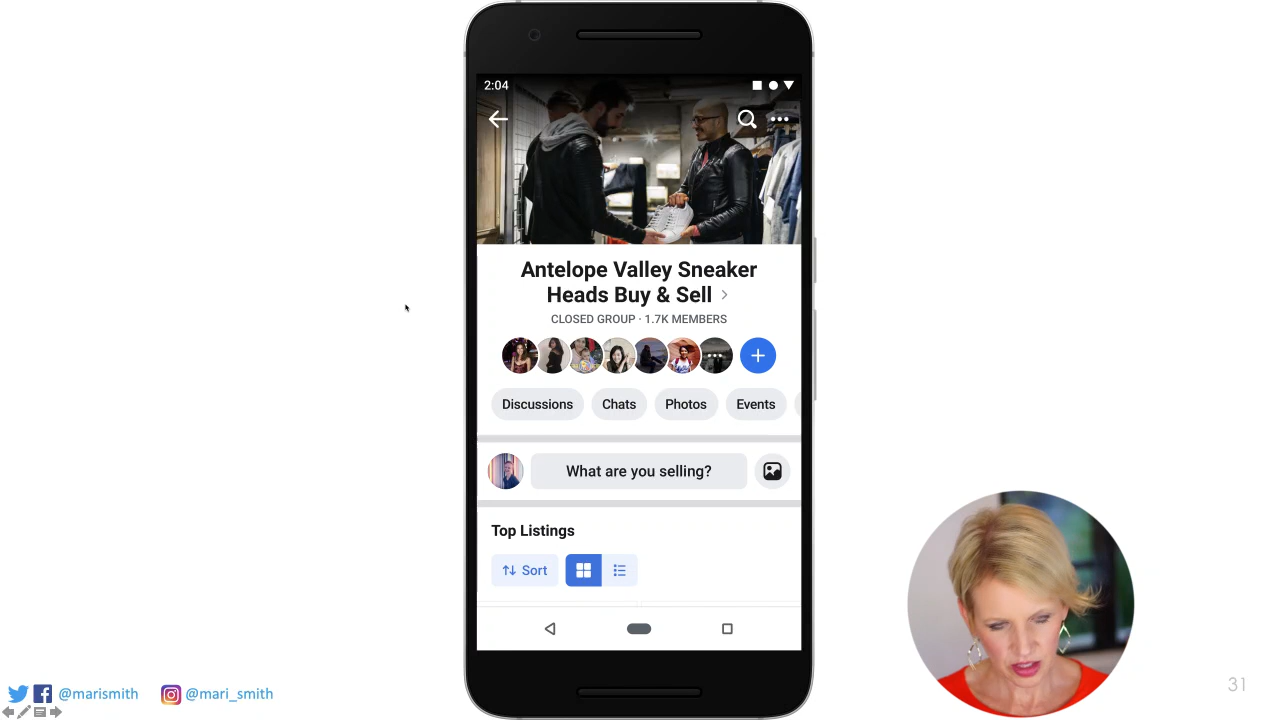 2:04
Antelope Valley Sneaker
Heads Buy & Sell
CLOSED GROUP · 1.7K MEMBERS
Discussions Chats Photos Events
What are you selling?
Top Listings
Sort
@marismith @mari_smith
31